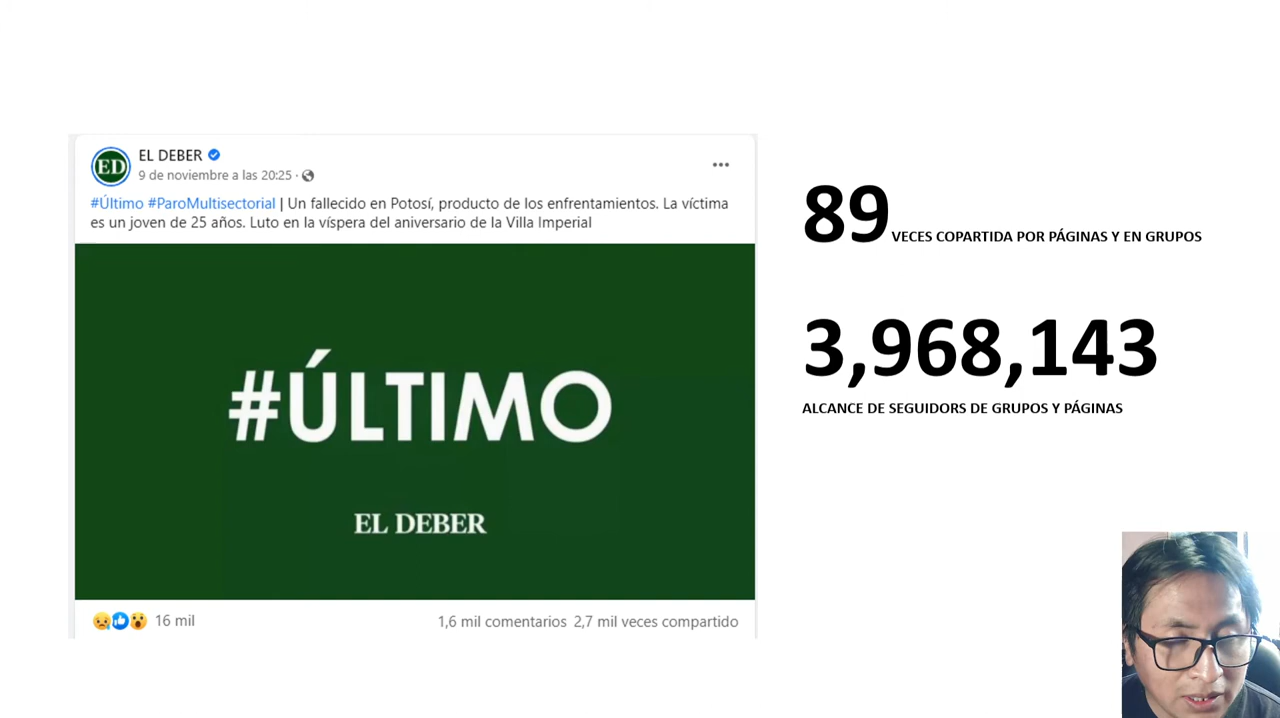 ED
EL DEBER
9 de noviembre a las 20:25 ·
#Último #ParoMultisectorial | Un fallecido en Potosí, producto de los enfrentamientos. La víctima
es un joven de 25 años. Luto en la víspera del aniversario de la Villa Imperial
#ÚLTIMO
EL DEBER
16 mil
1,6 mil comentarios 2,7 mil veces compartido
89 VECES COPARTIDA POR PÁGINAS Y EN GRUPOS
3,968,143
ALCANCE DE SEGUIDORS DE GRUPOS Y PÁGINAS